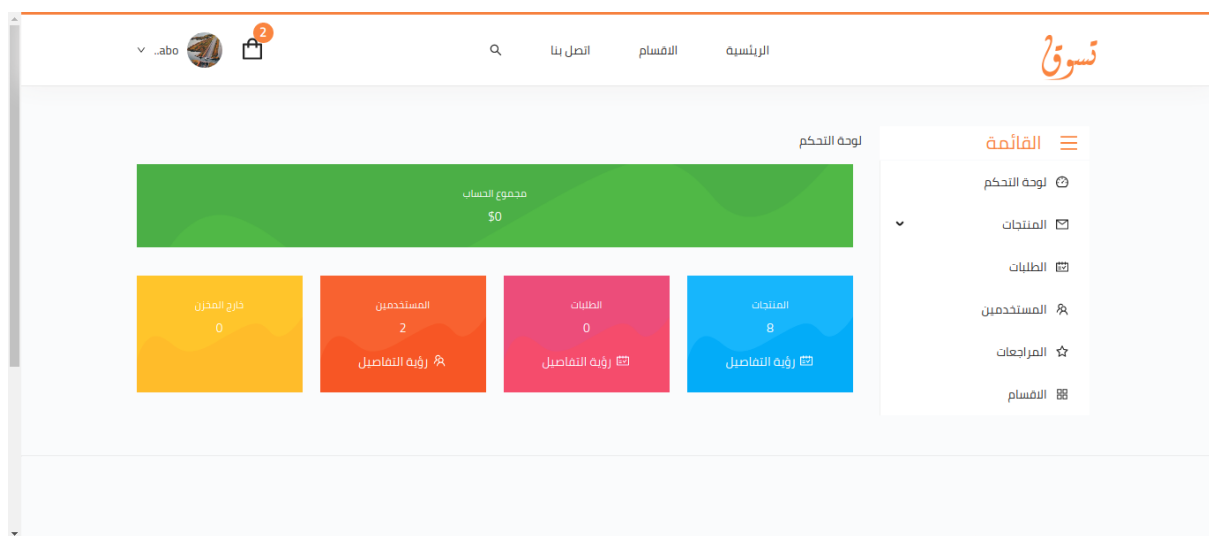 تسوق
الريئسية
الاقسام
اتصل بنا
2
abo..
القائمة
لوحة التحكم
المنتجات
الطلبات
المستخدمين
المراجعات
الاقسام
لوحة التحكم
مجموع الحساب
$0
المنتجات
8
رؤية التفاصيل
الطلبات
0
رؤية التفاصيل
المستخدمين
2
رؤية التفاصيل
خارج المخزن
0